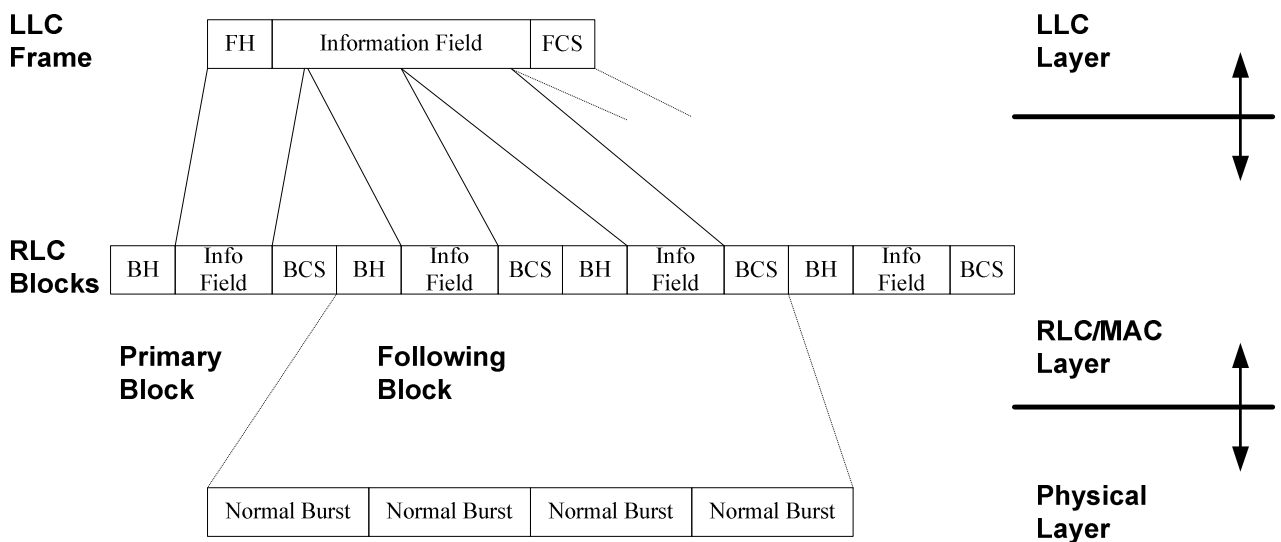 LLC
Frame
FH
Information Field
FCS
LLC
Layer
RLC
Blocks
BH
Info
Field
BCS
BH
Info
Field
BCS
BH
Info
Field
BCS
BH
Info
Field
BCS
Primary
Block
Following
Block
RLC/MAC
Layer
Normal Burst
Normal Burst
Normal Burst
Normal Burst
Physical
Layer